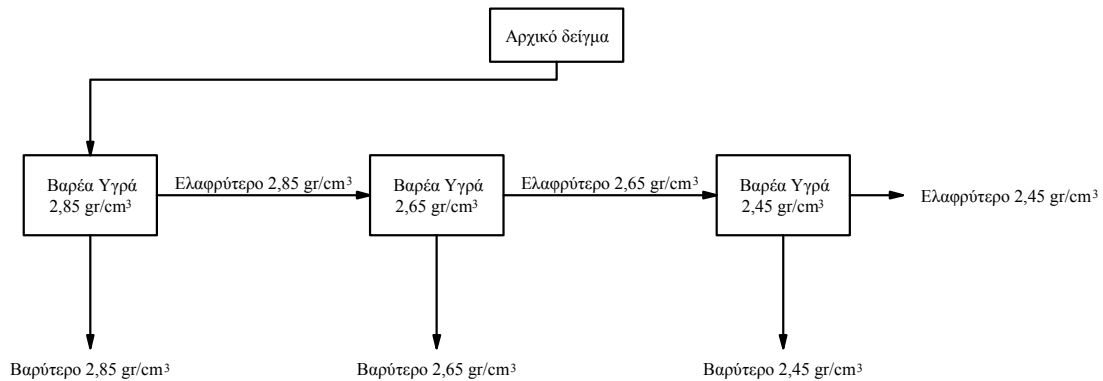 Αρχικό δείγμα
Βαρέα Υγρά
2,85 gr/cm³
Ελαφρύτερο 2,85 gr/cm³
Βαρέα Υγρά
2,65 gr/cm³
Ελαφρύτερο 2,65 gr/cm³
Βαρέα Υγρά
2,45 gr/cm³
Ελαφρύτερο 2,45 gr/cm³
Βαρύτερο 2,85 gr/cm³
Βαρύτερο 2,65 gr/cm³
Βαρύτερο 2,45 gr/cm³